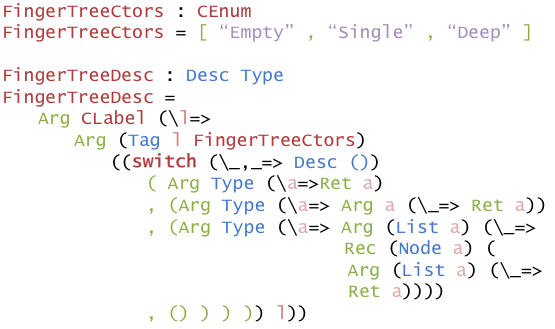 FingerTreeCtors : CEnum
FingerTreeCtors = [ “Empty” , “Single” , “Deep” ]
FingerTreeDesc : Desc Type
FingerTreeDesc =
Arg CLabel (\l=>
Arg (Tag l FingerTreeCtors)
((switch (\_,_=> Desc ())
( Arg Type (\a=>Ret a)
, (Arg Type (\a=> Arg a (\_=> Ret a))
, (Arg Type (\a=> Arg (List a) (\_=>
Rec (Node a) (
Arg (List a) (\_=>
Ret a))))
, () ) ) )) l))